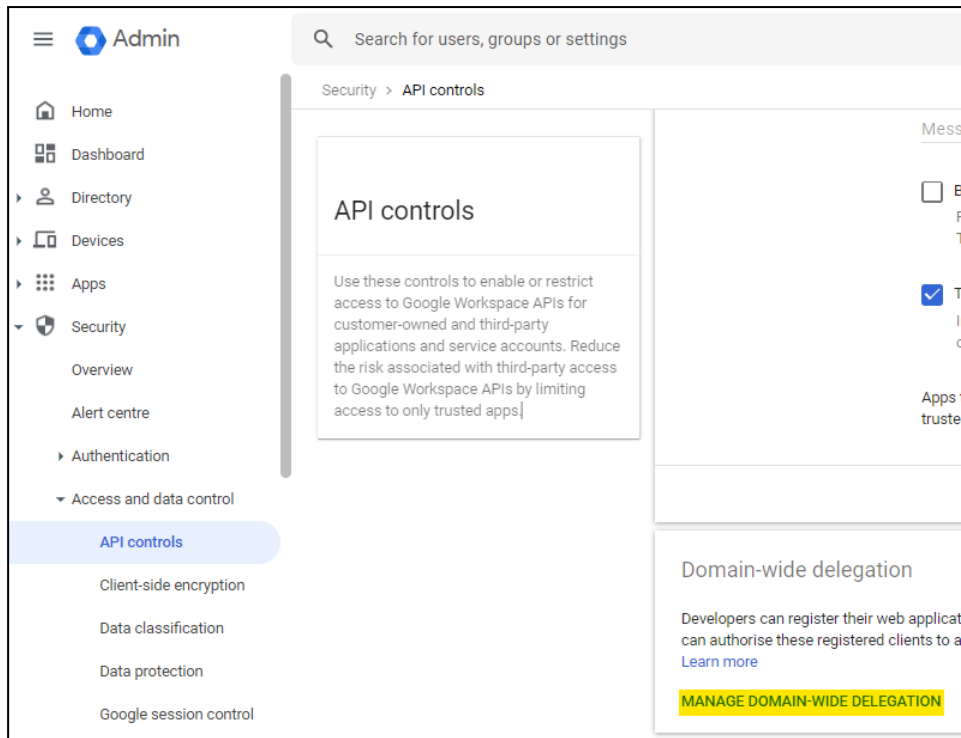 Admin
Search for users, groups or settings
Security > API controls
Home
Dashboard
Directory
Devices
Apps
Security
Overview
Alert centre
Authentication
Access and data control
API controls
Client-side encryption
Data classification
Data protection
Google session control
API controls
Use these controls to enable or restrict
access to Google Workspace APIs for
customer-owned and third-party
applications and service accounts. Reduce
the risk associated with third-party access
to Google Workspace APIs by limiting
access to only trusted apps.
Apps
Domain-wide delegation
Developers can register their web
can authorise these registered clients to
Learn more
MANAGE DOMAIN-WIDE DELEGATION